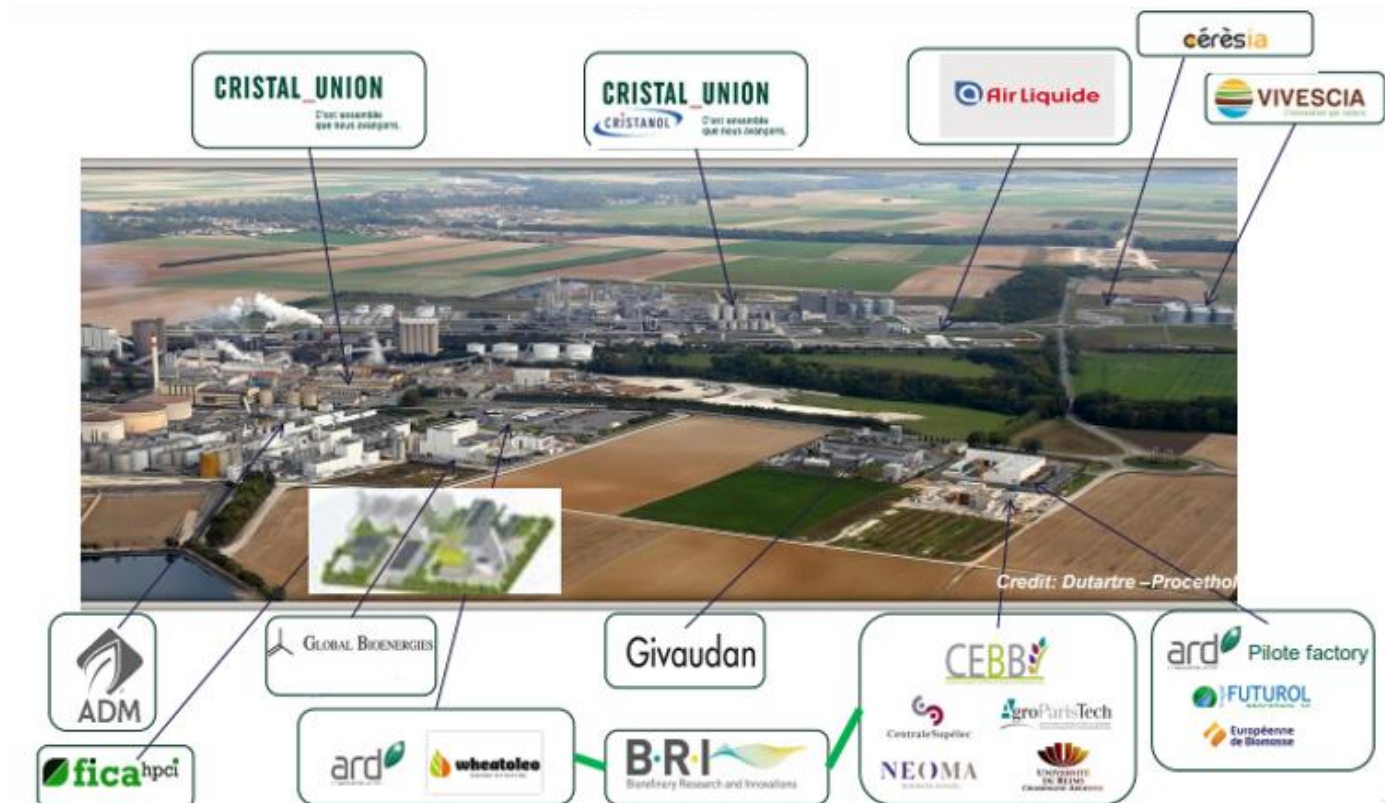 cérèsia
CRISTAL_UNION
C'est ensemble
que nous avançons.
CRISTAL_UNION
CRISTANOL
C'est ensemble
que nous avançons.
Air Liquide
VIVESCIA
Credit: Dutartre –Procethol
ADM
GLOBAL BIOENERGIES
Givaudan
CEBB
CentraleSupélec
AgroParisTech
NEOMA
UNIVERSITÉ
DE REIMS
CHAMPAGNE-ARDENNE
ard Pilote factory
FUTUROL
Européenne
de Biomasse
fica hpci
ard
wheatoleo
B·R·I
Biorefinery Research and Innovations